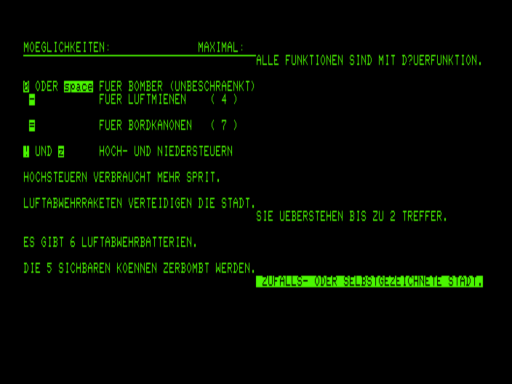 MOEGLICHKEITEN: MAXIMAL:
ALLE FUNKTIONEN SIND MIT D?UERFUNKTION.
ODER space FUER BOMBER (UNBESCHRAENKT)
- FUER LUFTMIENEN ( 4 )
= FUER BORDKANONEN ( 7 )
! UND z HOCH- UND NIEDERSTEUERN
HOCHSTEUERN VERBRAUCHT MEHR SPRIT.
LUFTABWEHRRAKETEN VERTEIDIGEN DIE STADT.
SIE UEBERSTEHEN BIS ZU 2 TREFFER.
ES GIBT 6 LUFTABWEHRBATTERIEN.
DIE 5 SICHBAREN KOENNEN ZERBOMBT WERDEN.
ZUFALLS- ODER SELBSTGEZEICHNETE STADT.